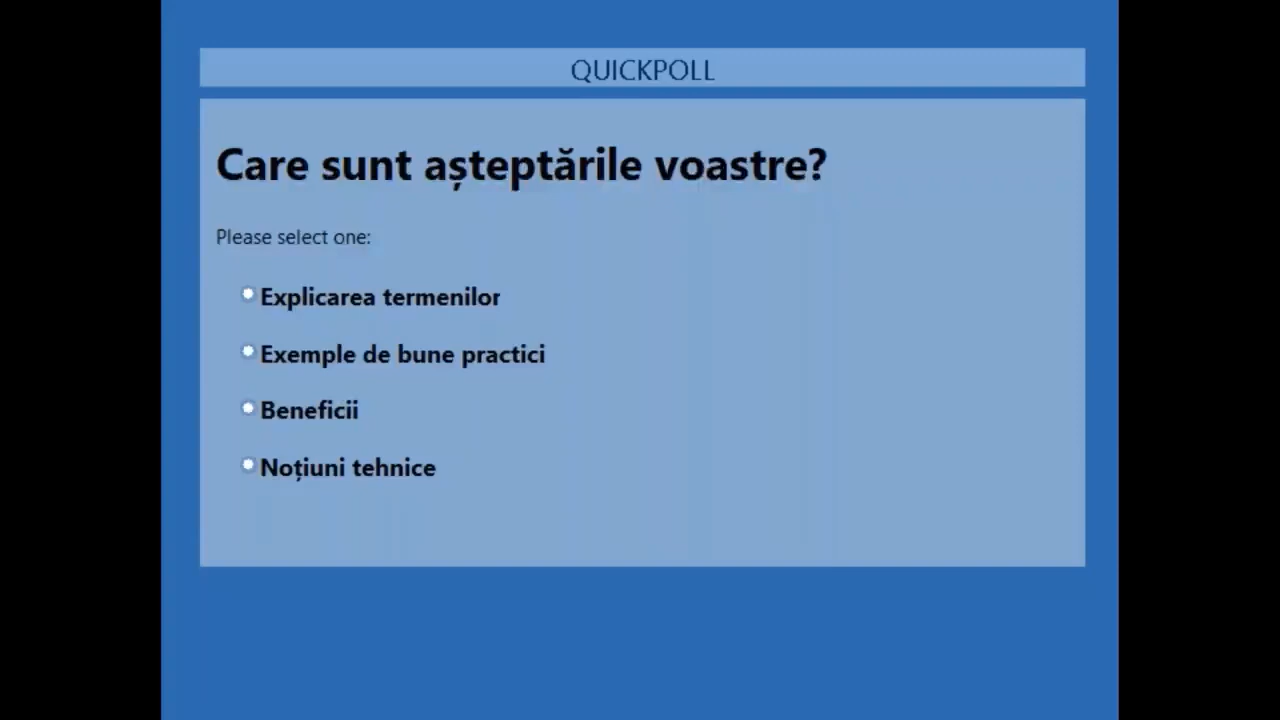 QUICKPOLL
Care sunt așteptările voastre?
Please select one:
Explicarea termenilor
Exemple de bune practici
Beneficii
Noțiuni tehnice